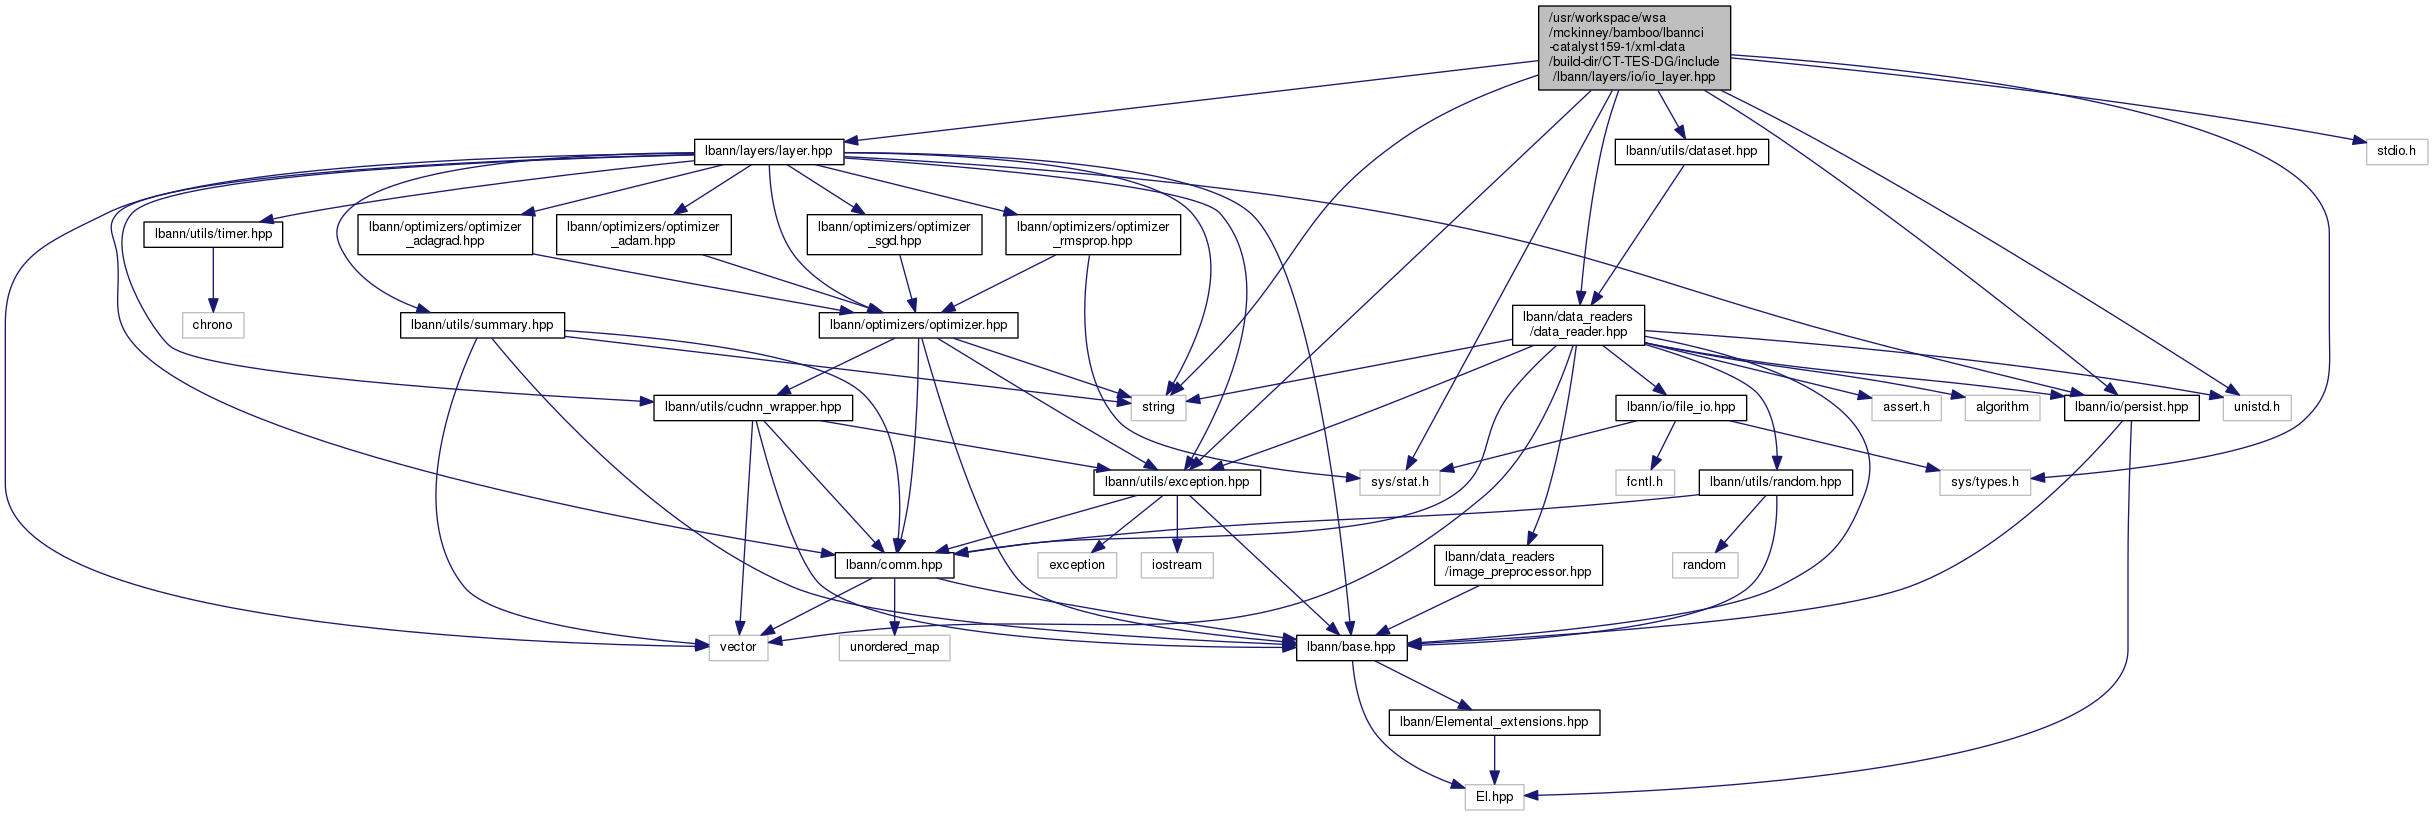 /usr/workspace/wsa
/mckinney/bamboo/lbannci
-catalyst159-1/xml-data
/build-dir/CT-TES-DG/include
/lbann/layers/io/io_layer.hpp
lbann/layers/layer.hpp
lbann/utils/dataset.hpp
stdio.h
lbann/utils/timer.hpp
lbann/optimizers/optimizer
_adagrad.hpp
lbann/optimizers/optimizer
_adam.hpp
lbann/optimizers/optimizer
_sgd.hpp
lbann/optimizers/optimizer
_rmsprop.hpp
chrono
lbann/utils/summary.hpp
lbann/optimizers/optimizer.hpp
lbann/data_readers
/data_reader.hpp
lbann/utils/cudnn_wrapper.hpp
string
lbann/io/file_io.hpp
assert.h
algorithm
lbann/io/persist.hpp
unistd.h
lbann/utils/exception.hpp
sys/stat.h
fcntl.h
lbann/utils/random.hpp
sys/types.h
lbann/comm.hpp
exception
iostream
lbann/data_readers
/image_preprocessor.hpp
random
vector
unordered_map
lbann/base.hpp
lbann/Elemental_extensions.hpp
El.hpp